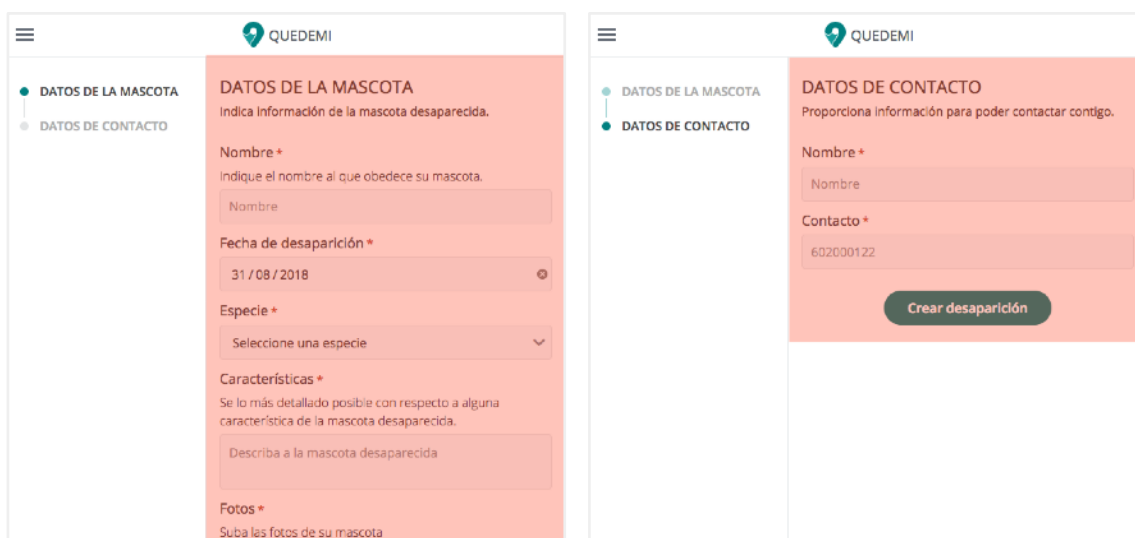 QUEDEMI
DATOS DE LA MASCOTA
DATOS DE CONTACTO
DATOS DE LA MASCOTA
Indica información de la mascota desaparecida.
Nombre *
Indique el nombre al que obedece su mascota.
Nombre
Fecha de desaparición *
31 / 08 / 2018
Especie *
Seleccione una especie
Características *
Se lo más detallado posible con respecto a alguna
característica de la mascota desaparecida.
Describa a la mascota desaparecida
Fotos *
Suba las fotos de su mascota
QUEDEMI
DATOS DE LA MASCOTA
DATOS DE CONTACTO
DATOS DE CONTACTO
Proporciona información para poder contactar contigo.
Nombre *
Nombre
Contacto *
602000122
Crear desaparición